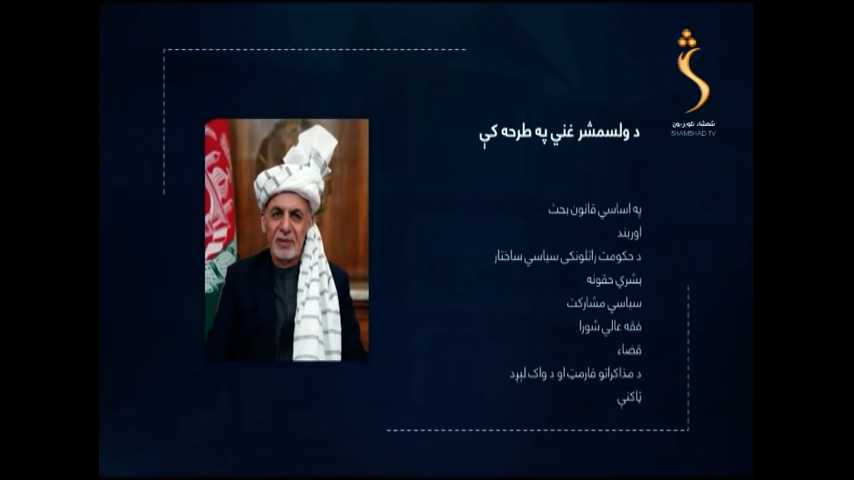 شمشاد تلویزیون
SHAMSHAD TV
د ولسمشر غني په طرحه کې
په اساسي قانون بحث
اوربند
د حکومت راتلونکی سیاسي ساختار
بشري حقونه
سیاسي مشارکت
فقه عالي شورا
قضاء
د مذاکراتو فارمټ او د واک لېږد
ټاکنې